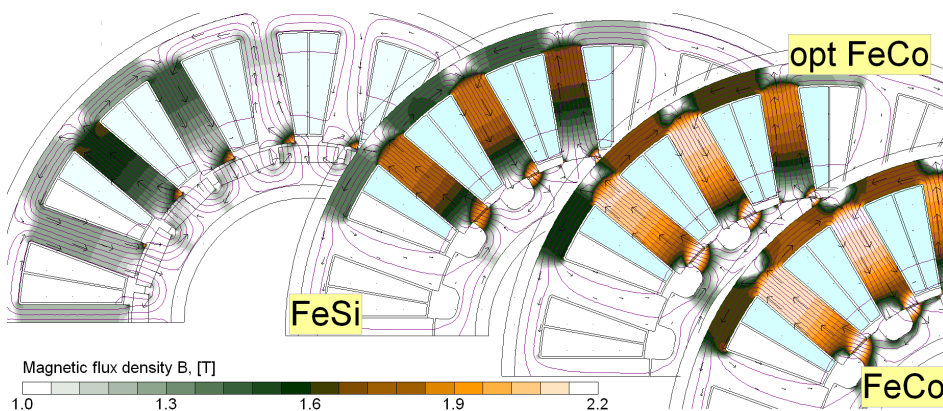 opt FeCo
FeSi
FeCo
Magnetic flux density B, [T]
1.0 1.3 1.6 1.9 2.2